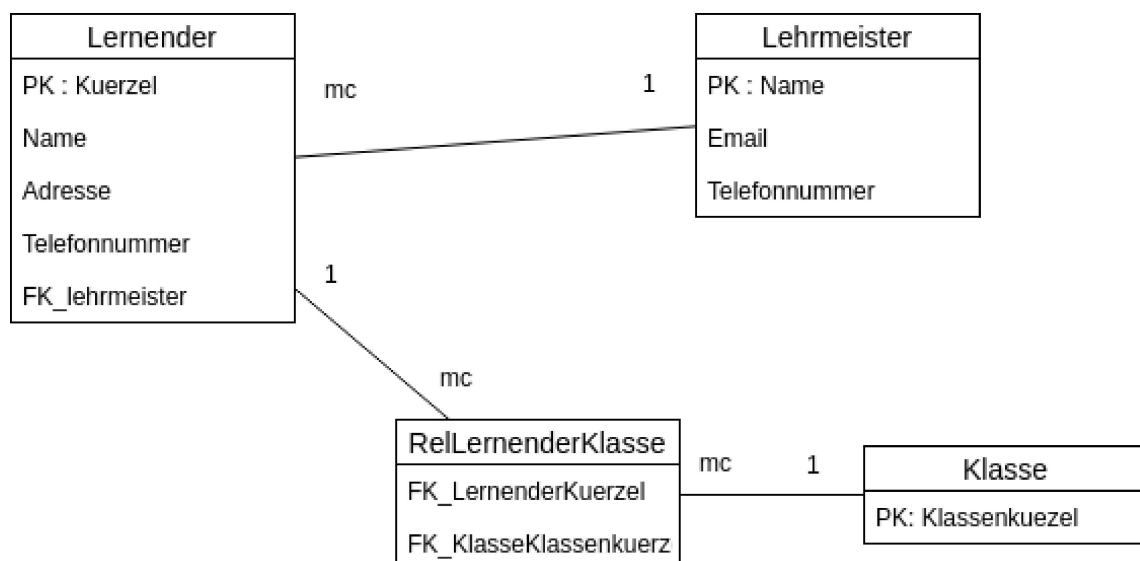 Lernender
PK : Kuerzel
Name
Adresse
Telefonnummer
FK_lehrmeister
mc
1
Lehrmeister
PK : Name
Email
Telefonnummer
1
mc
RelLernenderKlasse
FK_LernenderKuerzel
FK_KlasseKlassenkuerz
mc
1
Klasse
PK: Klassenkuezel